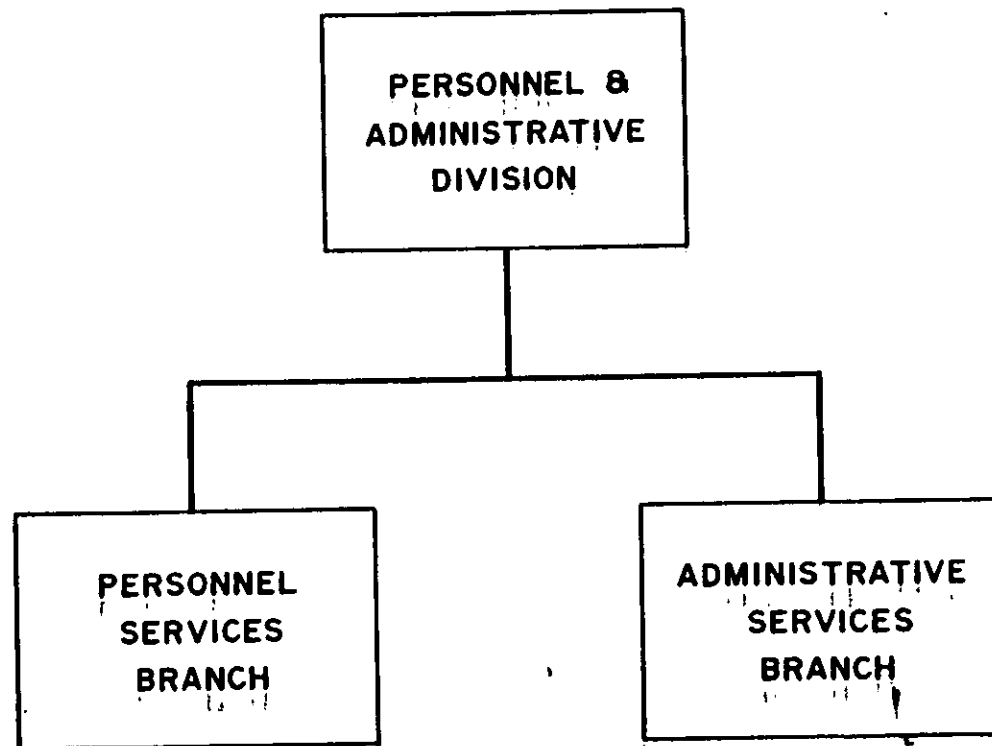 PERSONNEL &
ADMINISTRATIVE
DIVISION
PERSONNEL
SERVICES
BRANCH
ADMINISTRATIVE
SERVICES
BRANCH